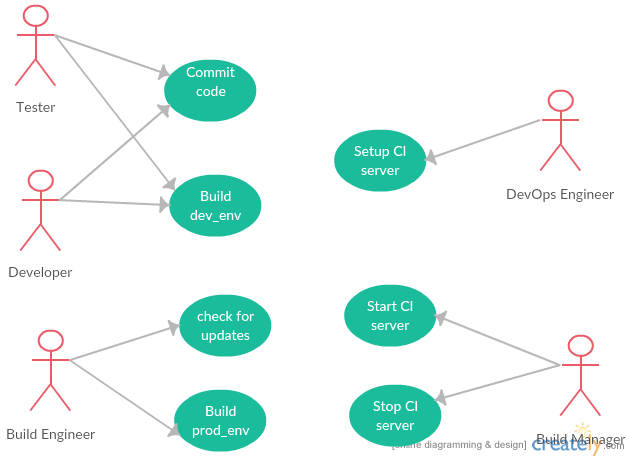 Commit
code
Tester
Setup CI
server
Build
dev_env
DevOps Engineer
Developer
check for
updates
Start CI
server
Build
prod_env
Stop CI
server
Build Engineer
Build Manager
[online diagramming & design] creately.com